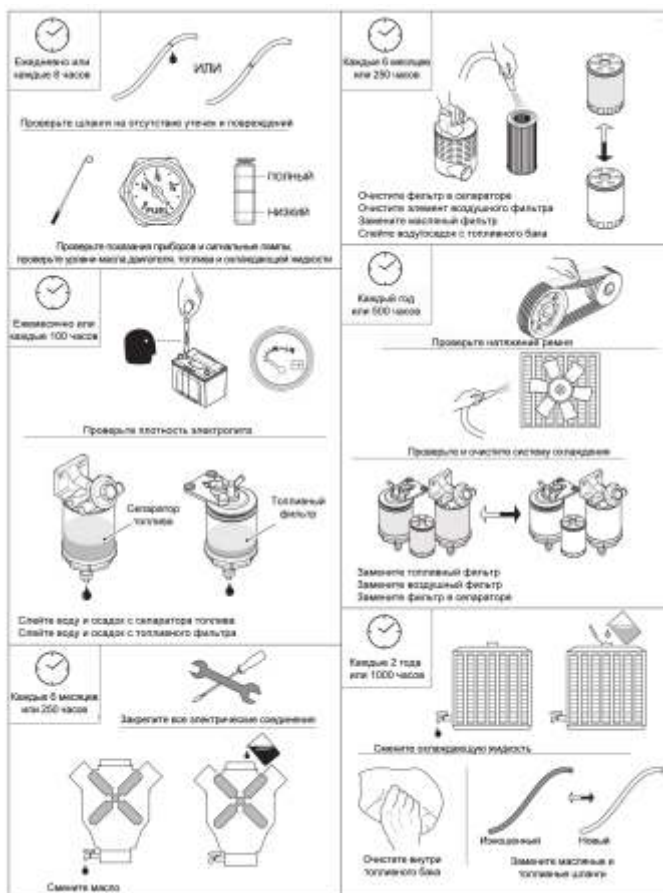 Ежедневно или
каждые 8 часов
ИЛИ
Проверьте шланги на отсутствие утечек и повреждений
FUEL
ПОЛНЫЙ
НИЗКИЙ
Проверьте показания приборов и сигнальные лампы,
проверьте уровни масла двигателя, топлива и охлаждающей жидкости
Ежемесячно или
каждые 100 часов
Проверьте плотность электролита
Сепаратор
топлива
Топливный
фильтр
Слейте воду и осадок с сепаратора топлива
Слейте воду и осадок с топливного фильтра
Каждые 6 месяцев
или 250 часов
Закрепите все электрические соединения
Смените масло
Каждые 6 месяцев
или 250 часов
Очистите фильтр в сепараторе
Очистите элемент воздушного фильтра
Замените масляный фильтр
Слейте воду/осадок с топливного бака
Каждый год
или 500 часов
Проверьте натяжений ремня
Проверьте и очистите систему охлаждения
Замените топливный фильтр
Замените воздушный фильтр
Замените фильтр в сепараторе
Каждые 2 года
или 1000 часов
Смените охлаждающую жидкость
Очистите внутри
топливного бака
Изношенный
Новый
Замените масляные и
топливные шланги